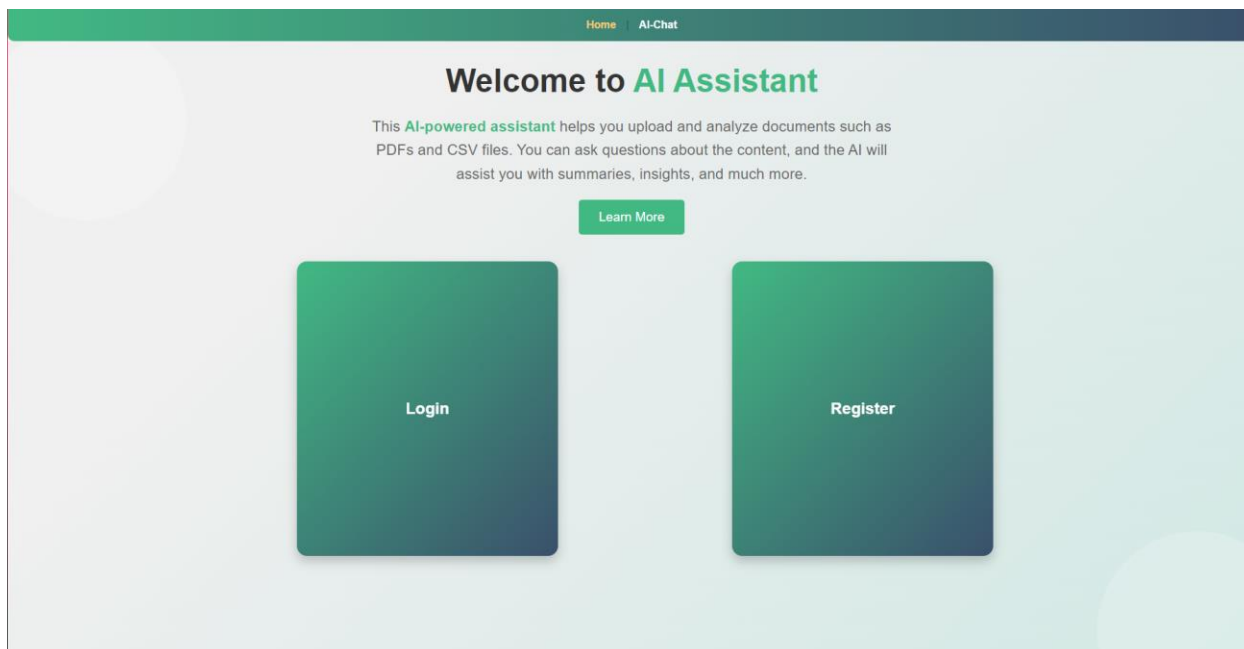 Home | AI-Chat
Welcome to AI Assistant
This AI-powered assistant helps you upload and analyze documents such as
PDFs and CSV files. You can ask questions about the content, and the AI will
assist you with summaries, insights, and much more.
Learn More
Login
Register